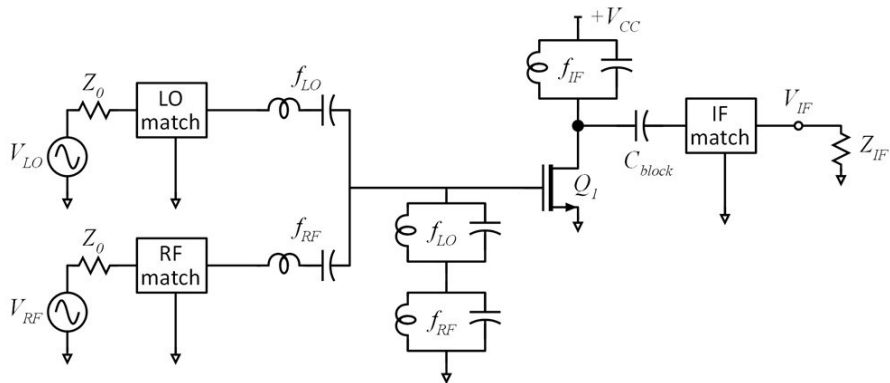 +V_CC
f_IF
Z_0
LO match
f_LO
V_LO
C_block
IF match
V_IF
Z_IF
Q_1
Z_0
RF match
f_RF
V_RF
f_LO
f_RF